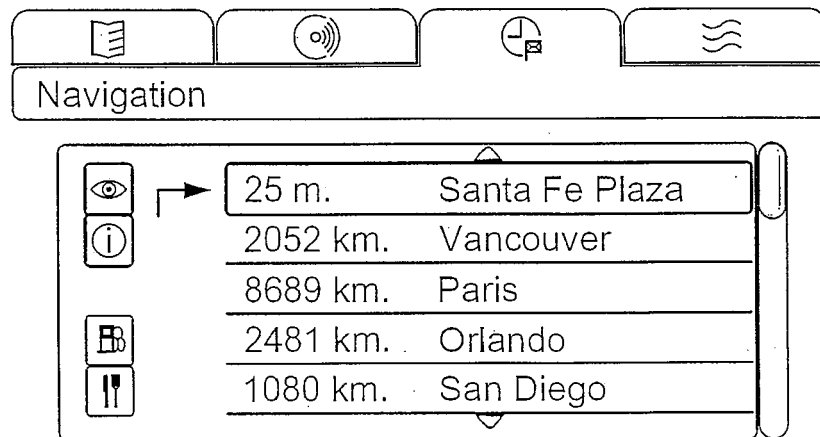 Navigation
25 m. Santa Fe Plaza
2052 km. Vancouver
8689 km. Paris
2481 km. Orlando
1080 km. San Diego